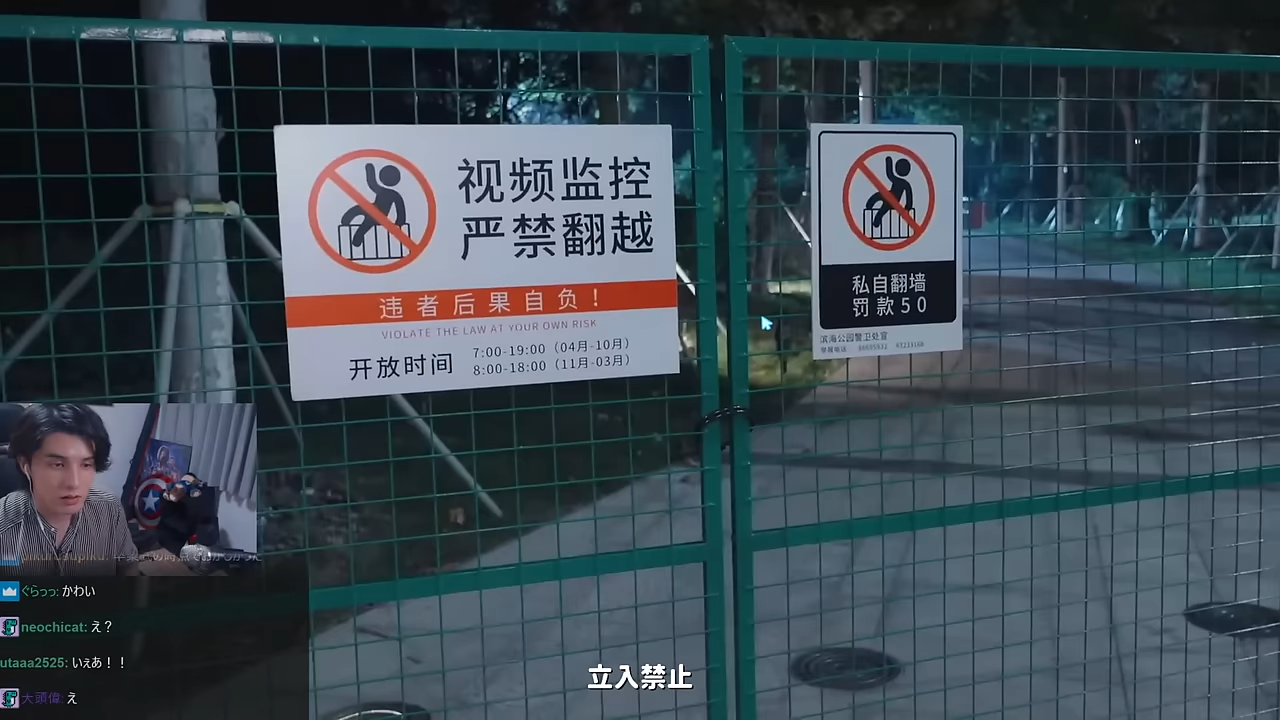 视频监控
严禁翻越
违者后果自负！
VIOLATE THE LAW AT YOUR OWN RISK
开放时间
7:00-19:00（04月-10月）
8:00-18:00（11月-03月）
私自翻墙
罚款50
滨海公园警卫处宣
ぐらっっ: かわい
neochicat: え？
utaaa2525: いぇあ！！
大頭偉: え
立入禁止